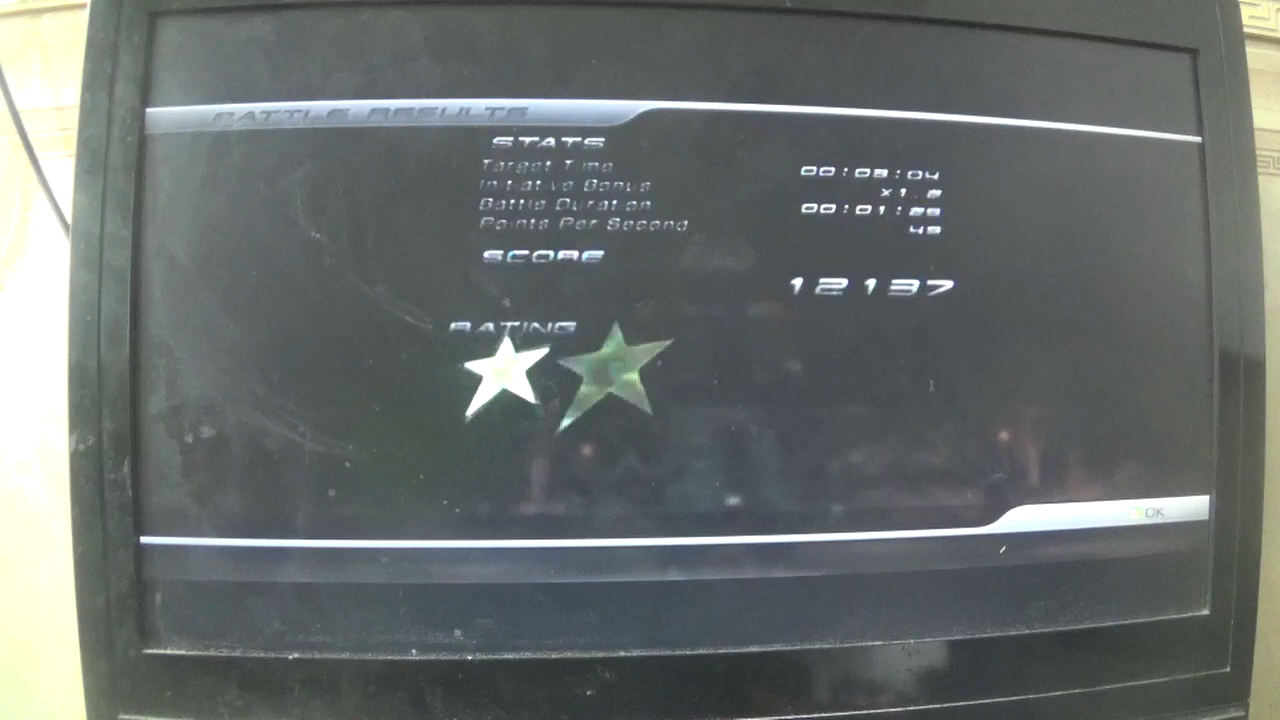 BATTLE RESULTS
STATS
Target Time 00:03:04
Initiative Bonus x1.2
Battle Duration 00:01:29
Points Per Second 49
SCORE
12137
RATING
OK